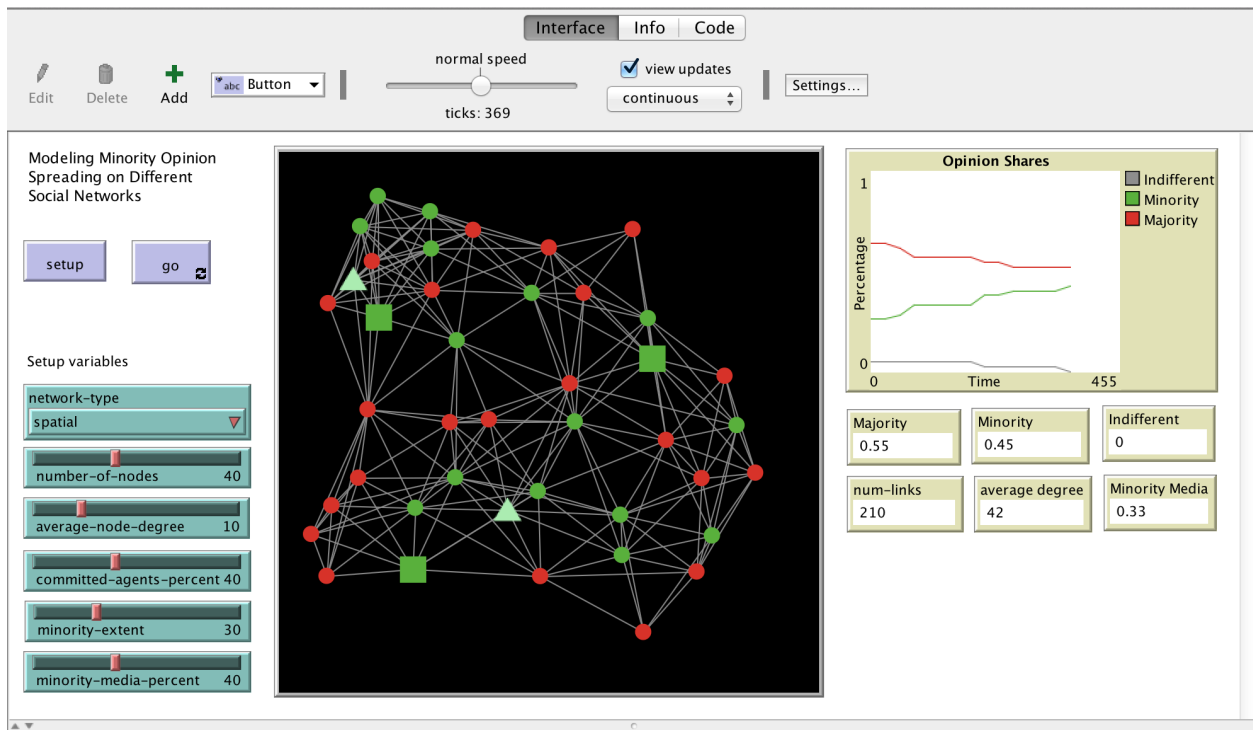 Interface Info Code
Edit
Delete
Add
abc Button
normal speed
ticks: 369
view updates
continuous
Settings...
Modeling Minority Opinion
Spreading on Different
Social Networks
setup
go
Setup variables
network-type
spatial
number-of-nodes 40
average-node-degree 10
committed-agents-percent 40
minority-extent 30
minority-media-percent 40
Opinion Shares
1
Percentage
0
0 Time 455
Indifferent
Minority
Majority
Majority
0.55
Minority
0.45
Indifferent
0
num-links
210
average degree
42
Minority Media
0.33